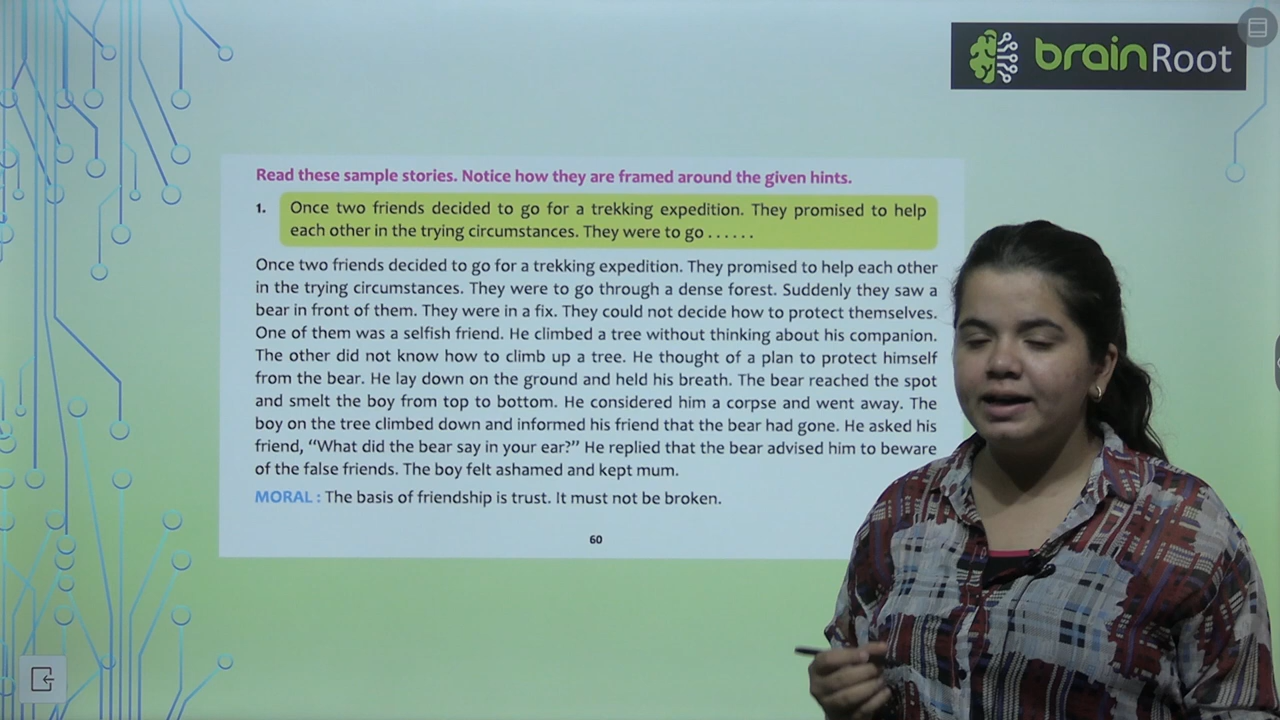 brainRoot
Read these sample stories. Notice how they are framed around the given hints.
1. Once two friends decided to go for a trekking expedition. They promised to help
each other in the trying circumstances. They were to go ......
Once two friends decided to go for a trekking expedition. They promised to help each other
in the trying circumstances. They were to go through a dense forest. Suddenly they saw a
bear in front of them. They were in a fix. They could not decide how to protect themselves.
One of them was a selfish friend. He climbed a tree without thinking about his companion.
The other did not know how to climb up a tree. He thought of a plan to protect himself
from the bear. He lay down on the ground and held his breath. The bear reached the spot
and smelt the boy from top to bottom. He considered him a corpse and went away. The
boy on the tree climbed down and informed his friend that the bear had gone. He asked his
friend, “What did the bear say in your ear?” He replied that the bear advised him to beware
of the false friends. The boy felt ashamed and kept mum.
MORAL : The basis of friendship is trust. It must not be broken.
60